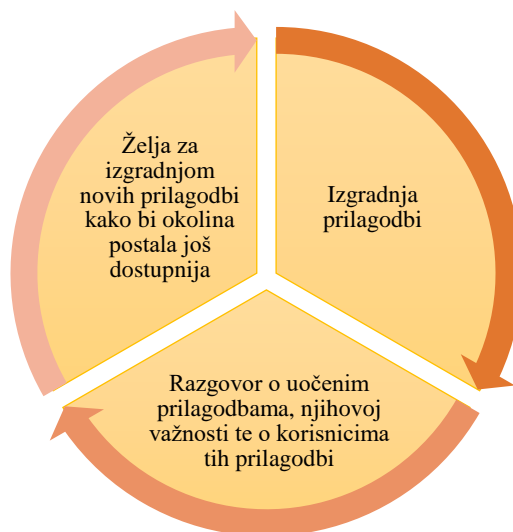 Želja za
izgradnjom
novih prilagodbi
kako bi okolina
postala još
dostupnija
Izgradnja
prilagodbi
Razgovor o uočenim
prilagodbama, njihovoj
važnosti te o korisnicima
tih prilagodbi